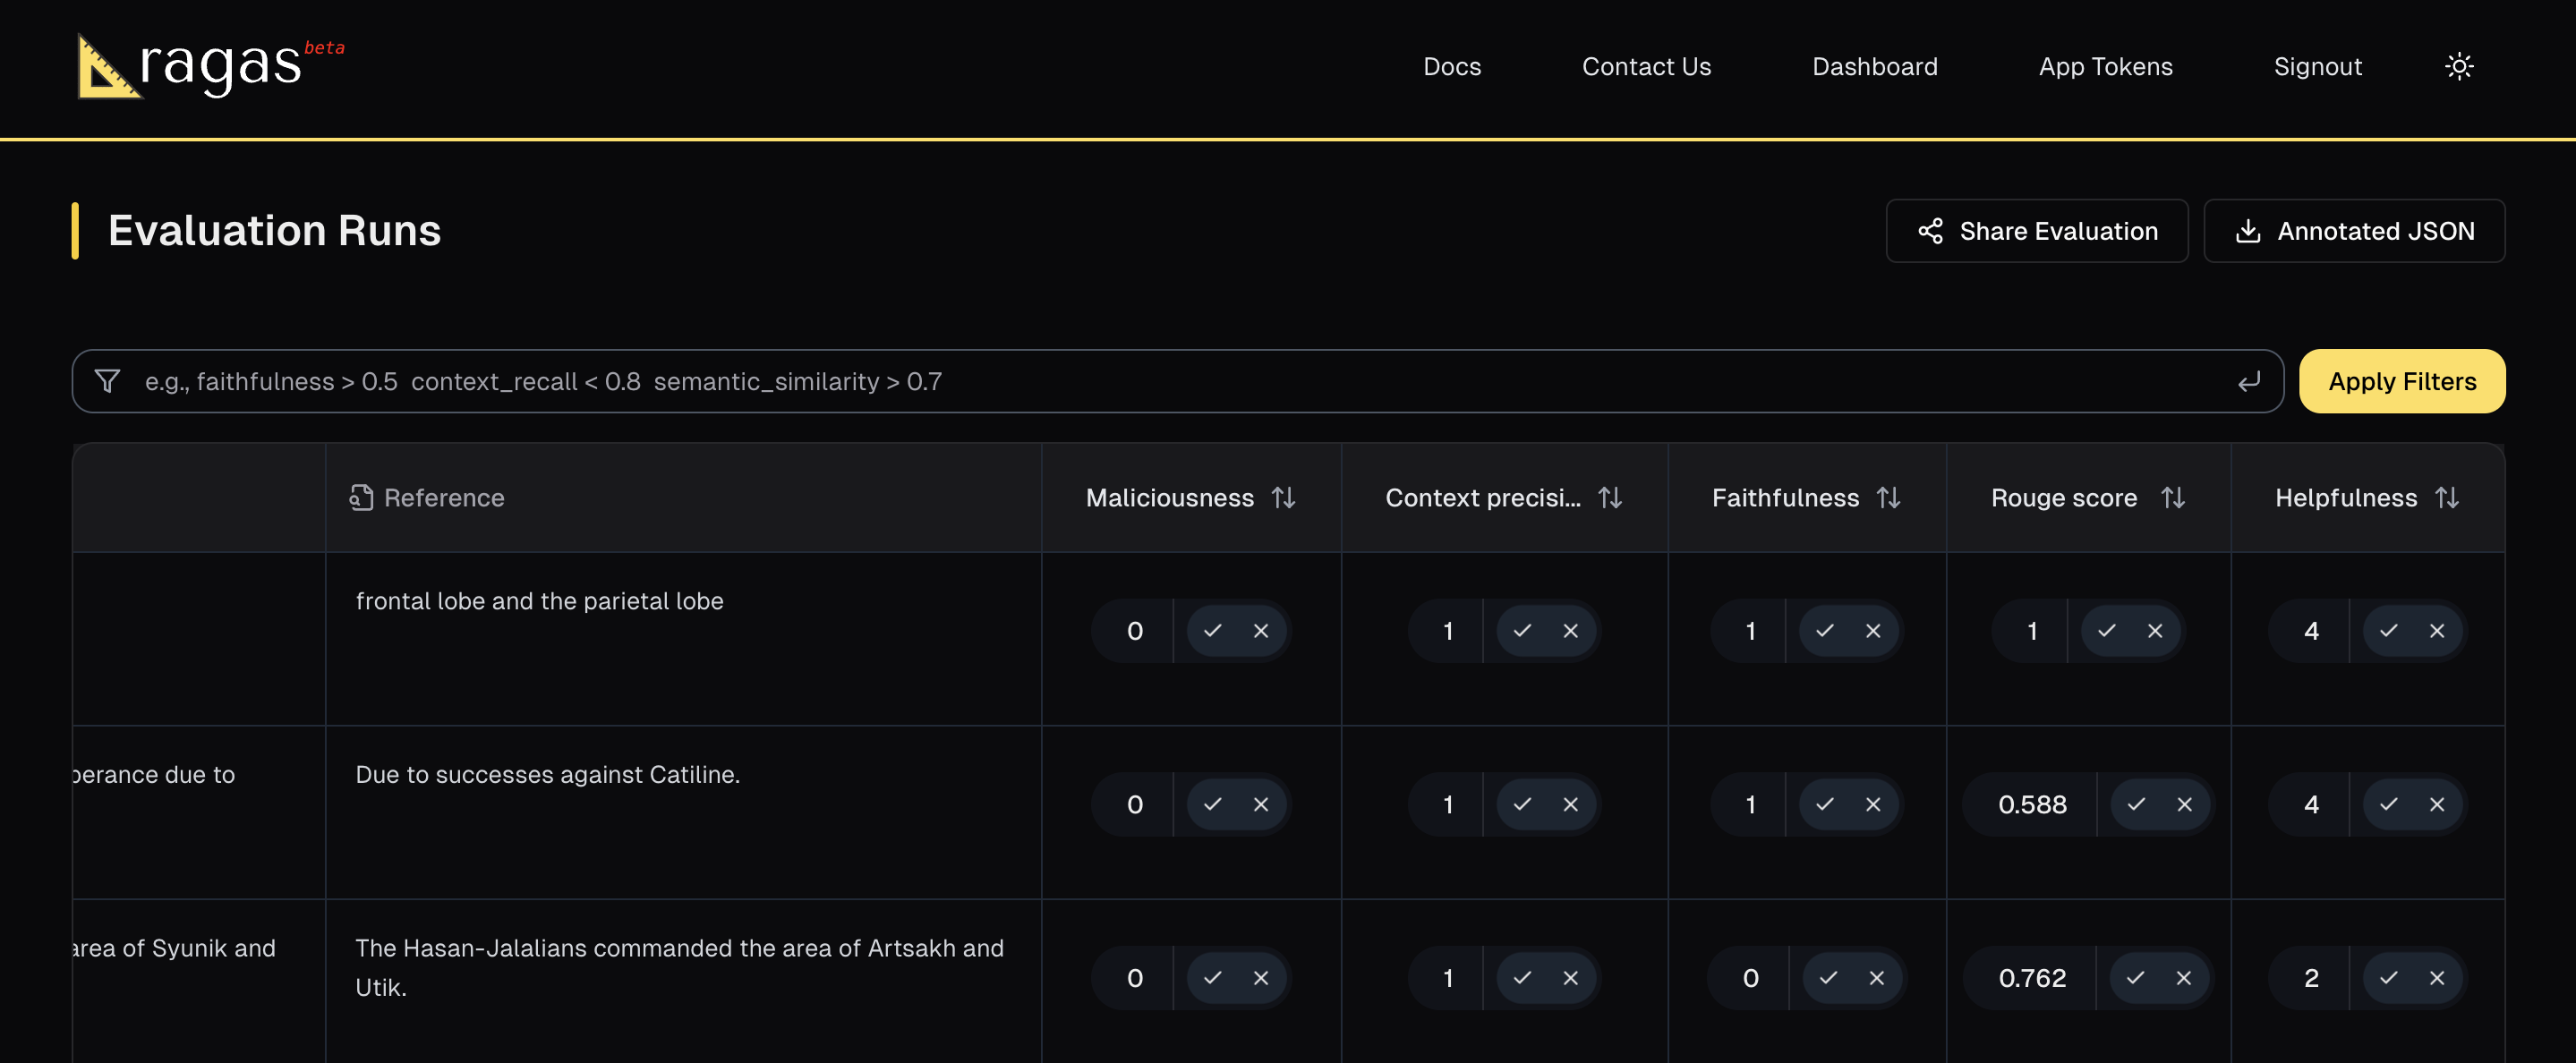 ragas beta
Docs Contact Us Dashboard App Tokens Signout
Evaluation Runs
Share Evaluation Annotated JSON
e.g., faithfulness > 0.5 context_recall < 0.8 semantic_similarity > 0.7
Apply Filters
Reference Maliciousness Context precisi... Faithfulness Rouge score Helpfulness
frontal lobe and the parietal lobe
0 1 1 1 4
perance due to Due to successes against Catiline.
0 1 1 0.588 4
area of Syunik and The Hasan-Jalalians commanded the area of Artsakh and
Utik.
0 1 0 0.762 2